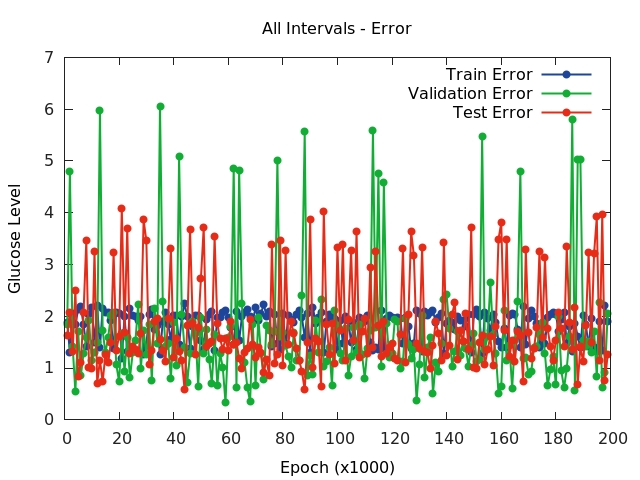 All Intervals - Error
Train Error
Validation Error
Test Error
7
6
5
4
3
2
1
0
Glucose Level
0 20 40 60 80 100 120 140 160 180 200
Epoch (x1000)